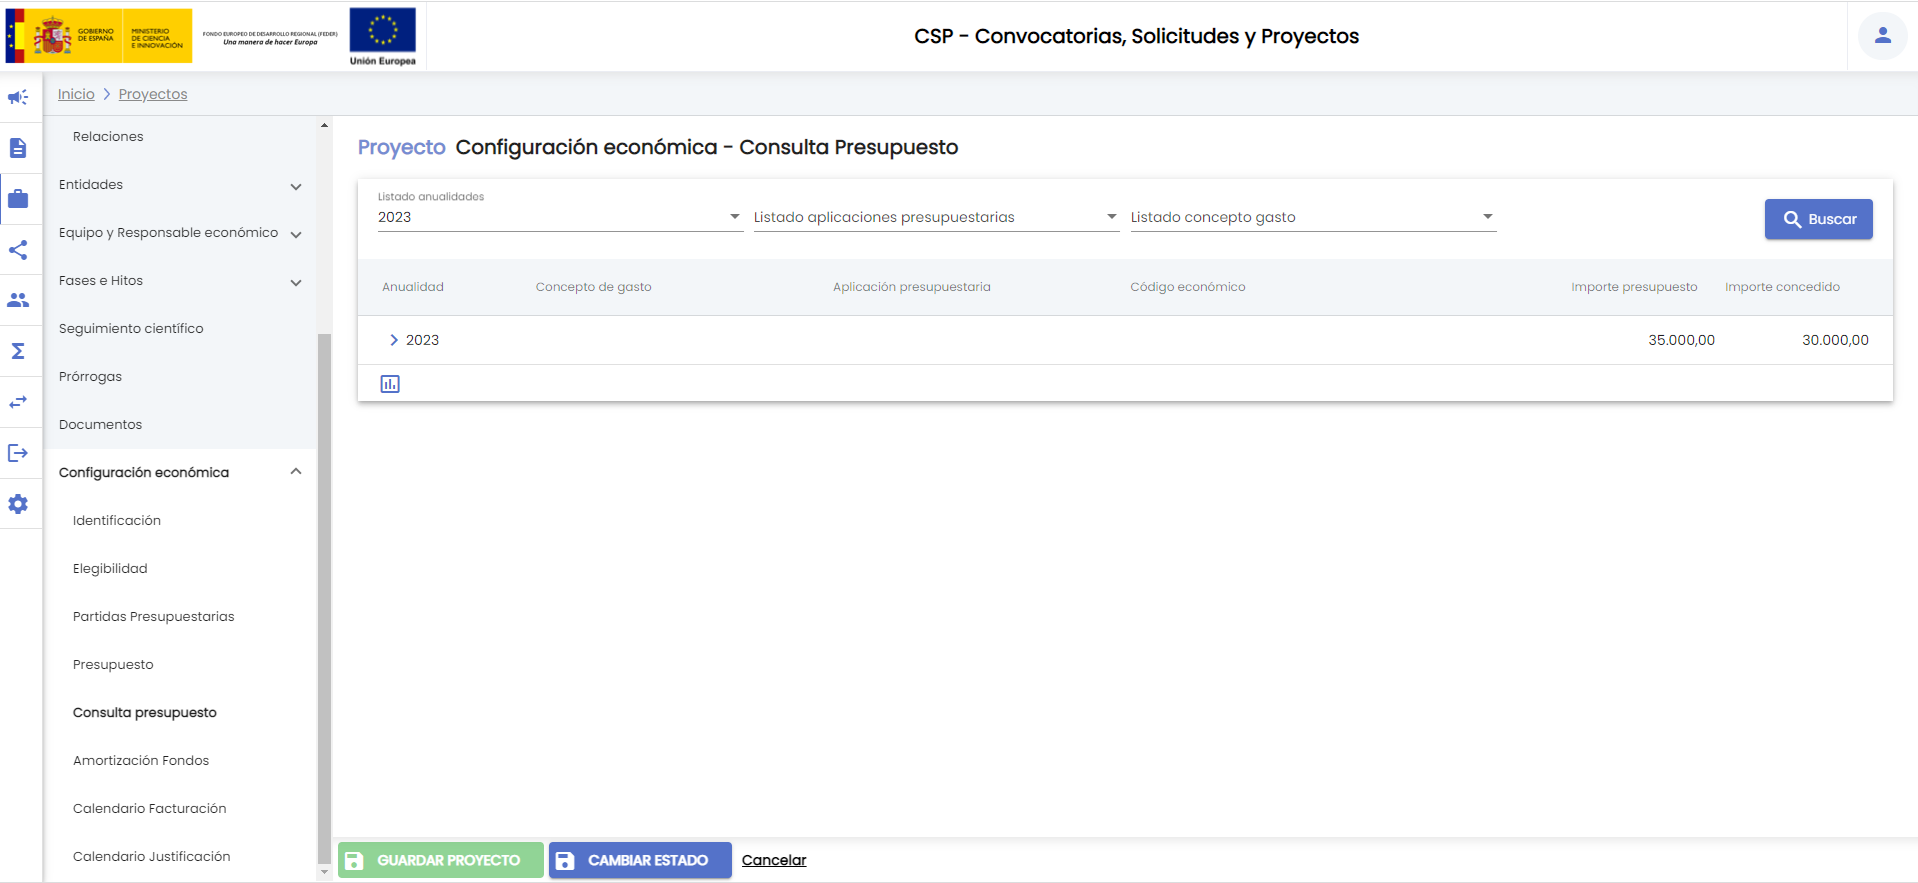 GOBIERNO
DE ESPAÑA
MINISTERIO
DE CIENCIA
E INNOVACIÓN
FONDO EUROPEO DE DESARROLLO REGIONAL (FEDER)
Una manera de hacer Europa
Unión Europea
CSP - Convocatorias, Solicitudes y Proyectos
Inicio
Proyectos
Relaciones
Entidades
Equipo y Responsable económico
Fases e Hitos
Seguimiento científico
Prórrogas
Documentos
Configuración económica
Identificación
Elegibilidad
Partidas Presupuestarias
Presupuesto
Consulta presupuesto
Amortización Fondos
Calendario Facturación
Calendario Justificación
Proyecto Configuración económica - Consulta Presupuesto
Listado anualidades
2023 Listado aplicaciones presupuestarias Listado concepto gasto Buscar
Anualidad Concepto de gasto Aplicación presupuestaria Código económico Importe presupuesto Importe concedido
2023 35.000,00 30.000,00
GUARDAR PROYECTO CAMBIAR ESTADO Cancelar